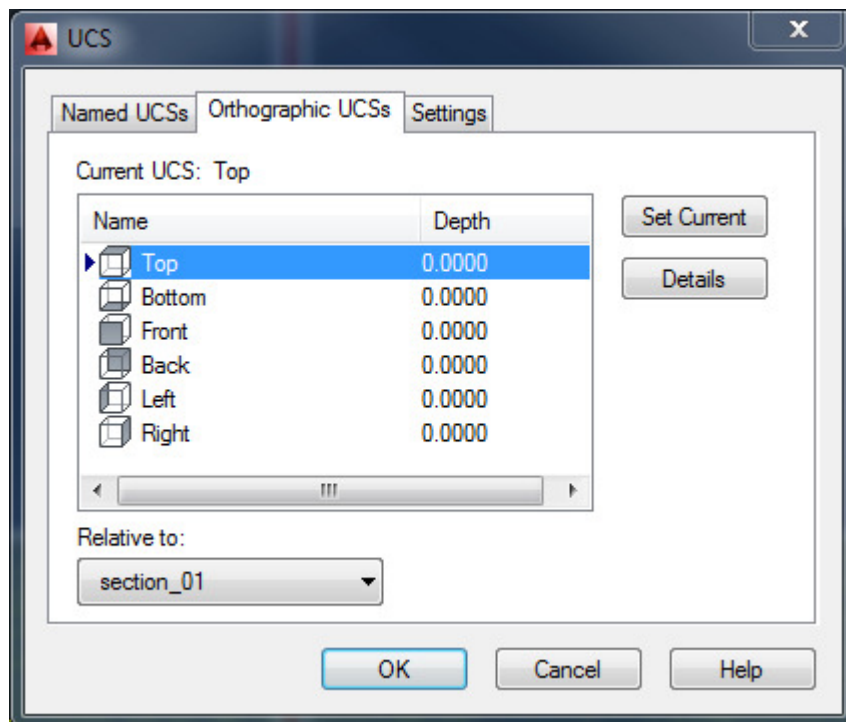 UCS
Named UCSs Orthographic UCSs Settings
Current UCS: Top
Name Depth
Top 0.0000
Bottom 0.0000
Front 0.0000
Back 0.0000
Left 0.0000
Right 0.0000
Set Current
Details
Relative to:
section_01
OK Cancel Help